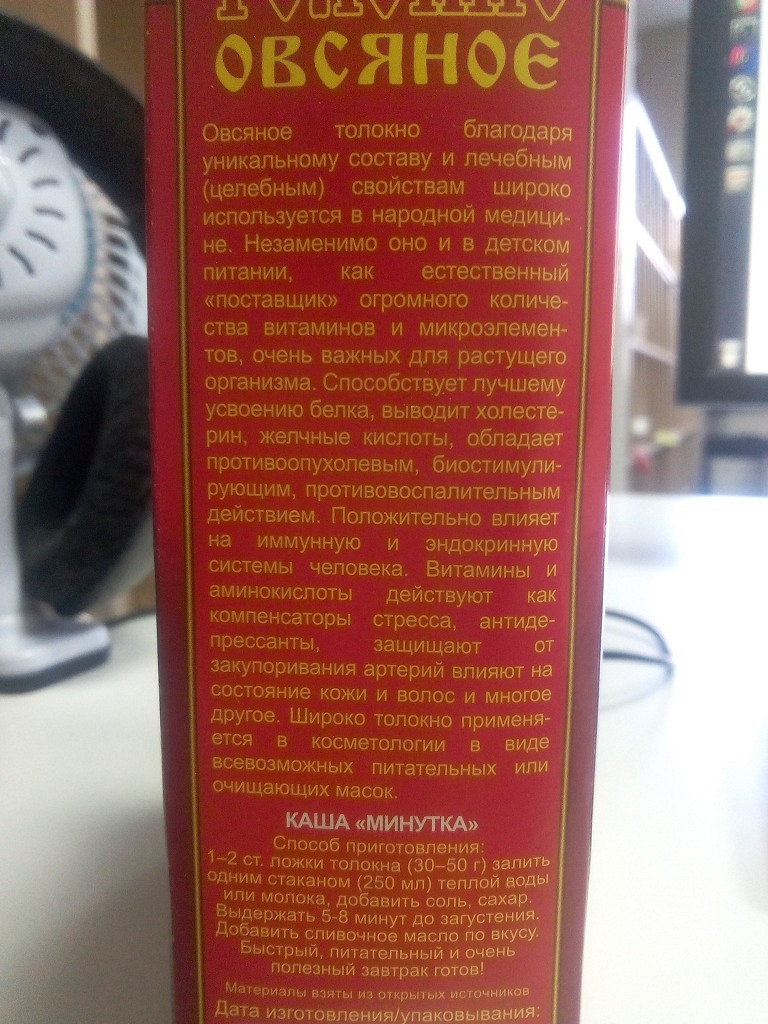 ТОЛОКНО
ОВСЯНОЕ
Овсяное толокно благодаря
уникальному составу и лечебным
(целебным) свойствам широко
используется в народной медици-
не. Незаменимо оно и в детском
питании, как естественный
«поставщик» огромного количе-
ства витаминов и микроэлемен-
тов, очень важных для растущего
организма. Способствует лучшему
усвоению белка, выводит холесте-
рин, желчные кислоты, обладает
противоопухолевым, биостимули-
рующим, противовоспалительным
действием. Положительно влияет
на иммунную и эндокринную
системы человека. Витамины и
аминокислоты действуют как
компенсаторы стресса, антиде-
прессанты, защищают от
закупоривания артерий влияют на
состояние кожи и волос и многое
другое. Широко толокно применя-
ется в косметологии в виде
всевозможных питательных или
очищающих масок.
КАША «МИНУТКА»
Способ приготовления:
1–2 ст. ложки толокна (30–50 г) залить
одним стаканом (250 мл) теплой воды
или молока, добавить соль, сахар.
Выдержать 5-8 минут до загустения.
Добавить сливочное масло по вкусу.
Быстрый, питательный и очень
полезный завтрак готов!
Материалы взяты из открытых источников
Дата изготовления/упаковывания: